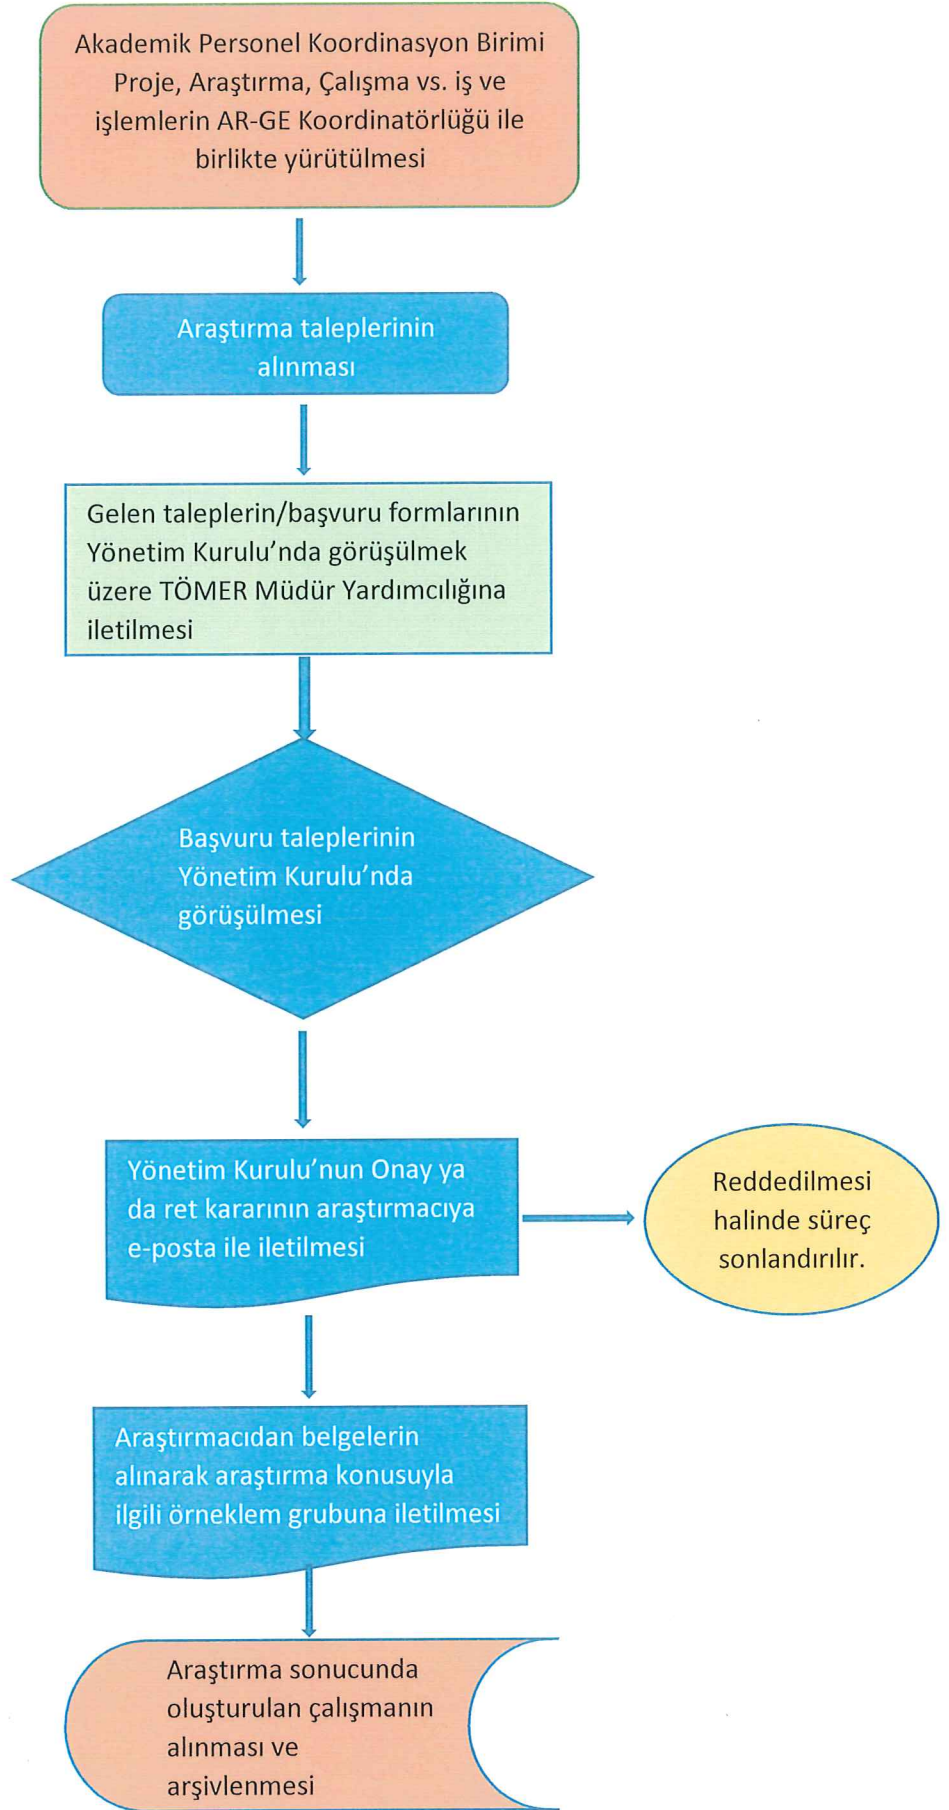 Akademik Personel Koordinasyon Birimi
Proje, Araştırma, Çalışma vs. iş ve
işlemlerin AR-GE Koordinatörlüğü ile
birlikte yürütülmesi
Araştırma taleplerinin
alınması
Gelen taleplerin/başvuru formlarının
Yönetim Kurulu’nda görüşülmek
üzere TÖMER Müdür Yardımcılığına
iletilmesi
Başvuru taleplerinin
Yönetim Kurulu’nda
görüşülmesi
Yönetim Kurulu’nun Onay ya
da ret kararının araştırmacıya
e-posta ile iletilmesi
Reddedilmesi
halinde süreç
sonlandırılır.
Araştırmacıdan belgelerin
alınarak araştırma konusuyla
ilgili örneklem grubuna iletilmesi
Araştırma sonucunda
oluşturulan çalışmanın
alınması ve
arşivlenmesi